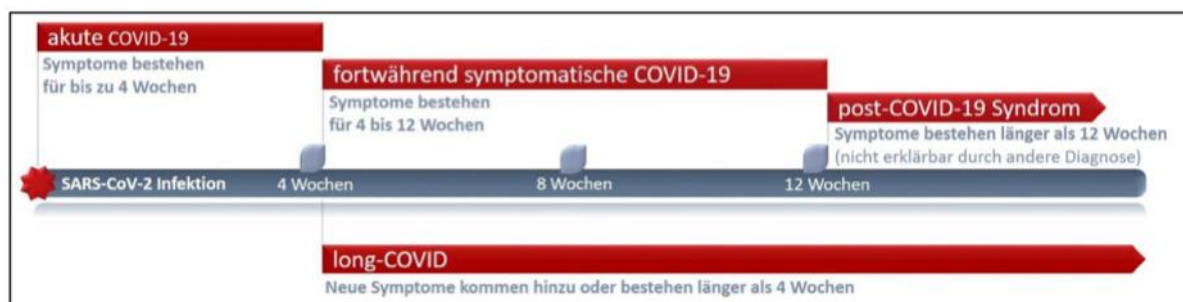 akute COVID-19
Symptome bestehen
für bis zu 4 Wochen
fortwährend symptomatische COVID-19
Symptome bestehen
für 4 bis 12 Wochen
post-COVID-19 Syndrom
Symptome bestehen länger als 12 Wochen
(nicht erklärbar durch andere Diagnose)
SARS-CoV-2 Infektion
4 Wochen
8 Wochen
12 Wochen
long-COVID
Neue Symptome kommen hinzu oder bestehen länger als 4 Wochen